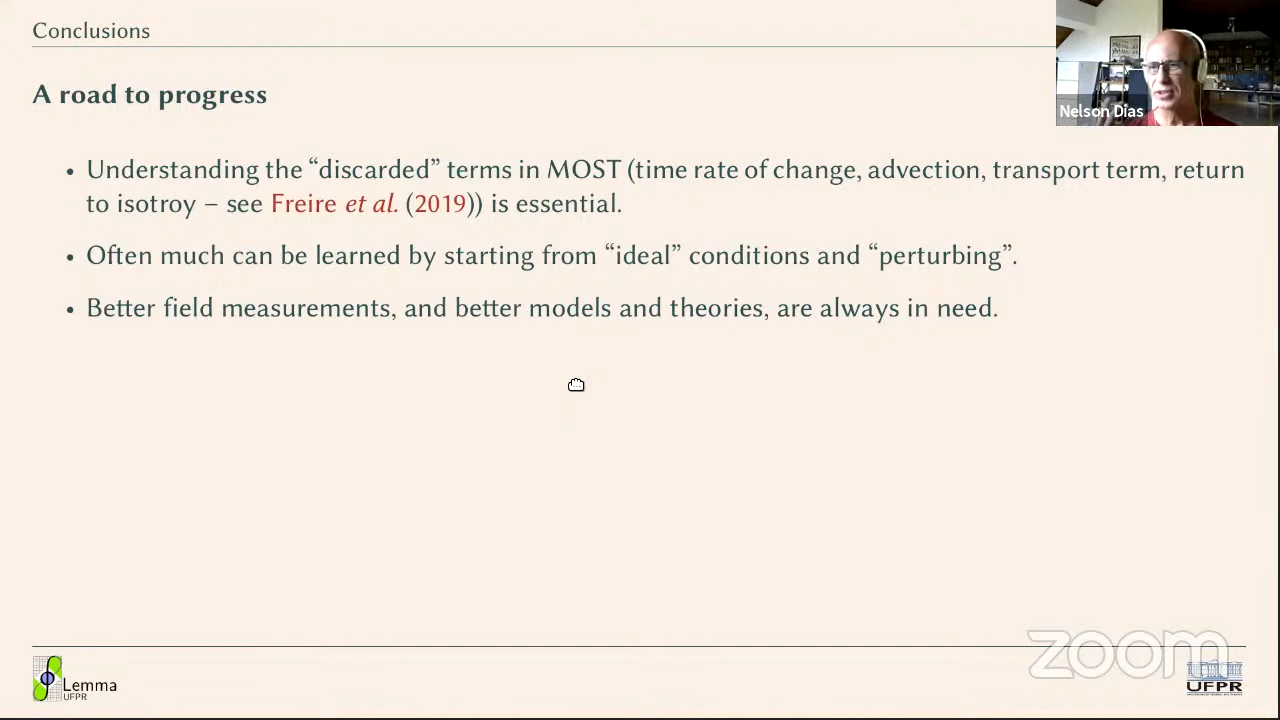 Conclusions
A road to progress
Nelson Dias
• Understanding the “discarded” terms in MOST (time rate of change, advection, transport term, return
to isotroy – see Freire et al. (2019)) is essential.
• Often much can be learned by starting from “ideal” conditions and “perturbing”.
• Better field measurements, and better models and theories, are always in need.
zoom
Lemma
UFPR
UFPR